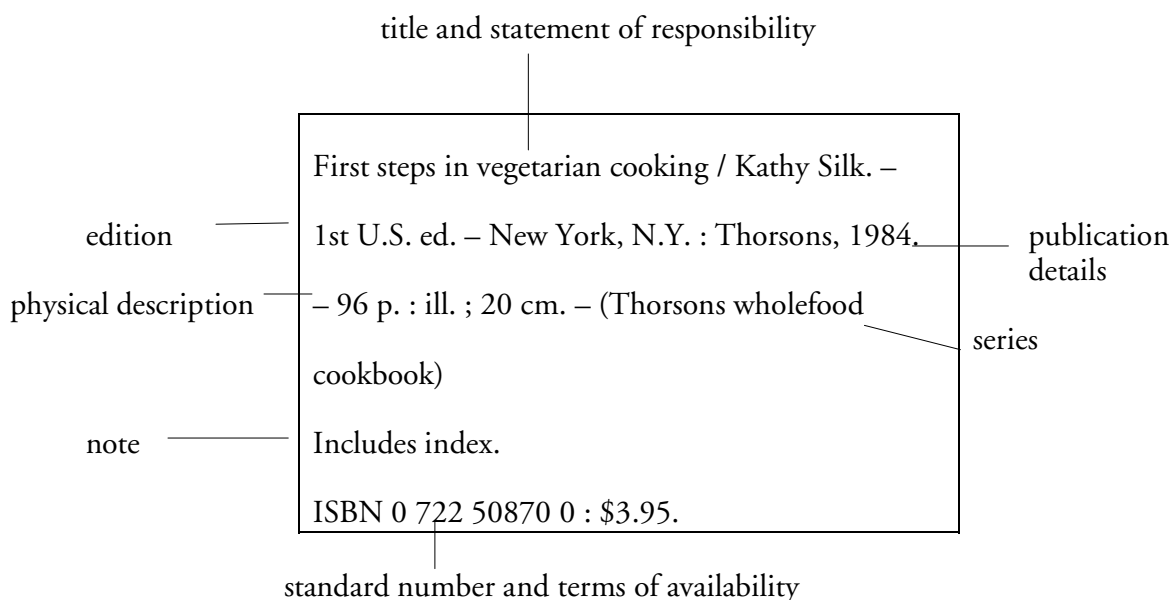 title and statement of responsibility
First steps in vegetarian cooking / Kathy Silk. –
edition
1st U.S. ed. – New York, N.Y. : Thorsons, 1984.
publication
details
physical description
– 96 p. : ill. ; 20 cm. – (Thorsons wholefood
series
cookbook)
note
Includes index.
ISBN 0 722 50870 0 : $3.95.
standard number and terms of availability